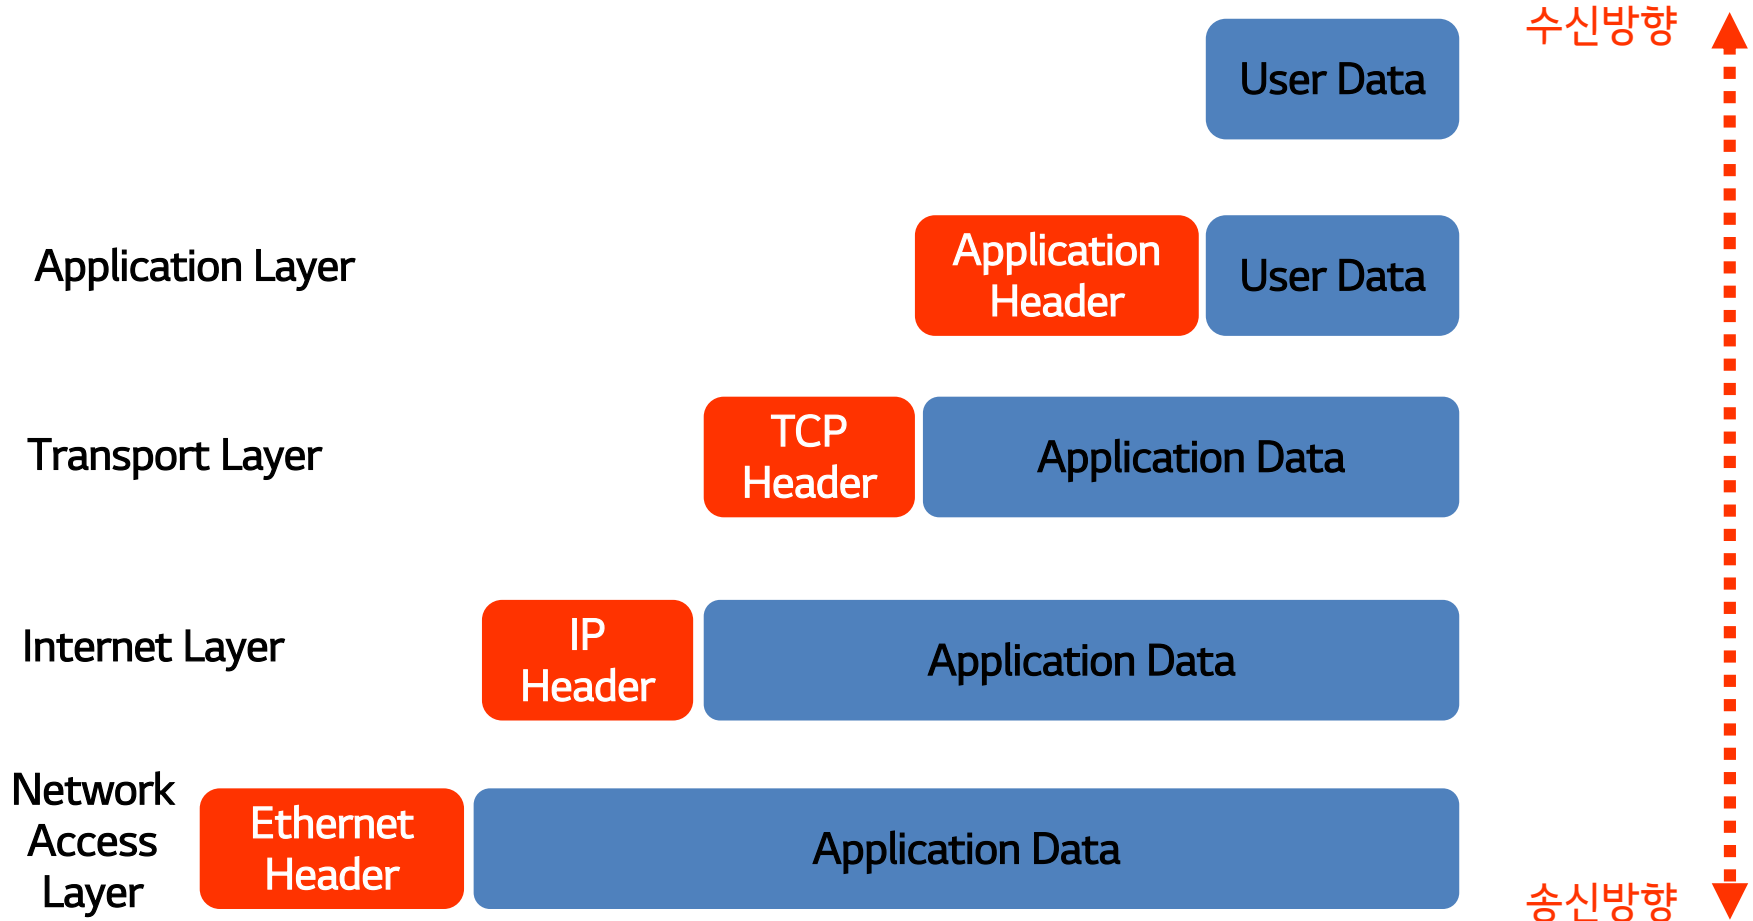 수신방향
User Data
Application Layer
Application
Header
User Data
Transport Layer
TCP
Header
Application Data
Internet Layer
IP
Header
Application Data
Network
Access
Layer
Ethernet
Header
Application Data
송신방향